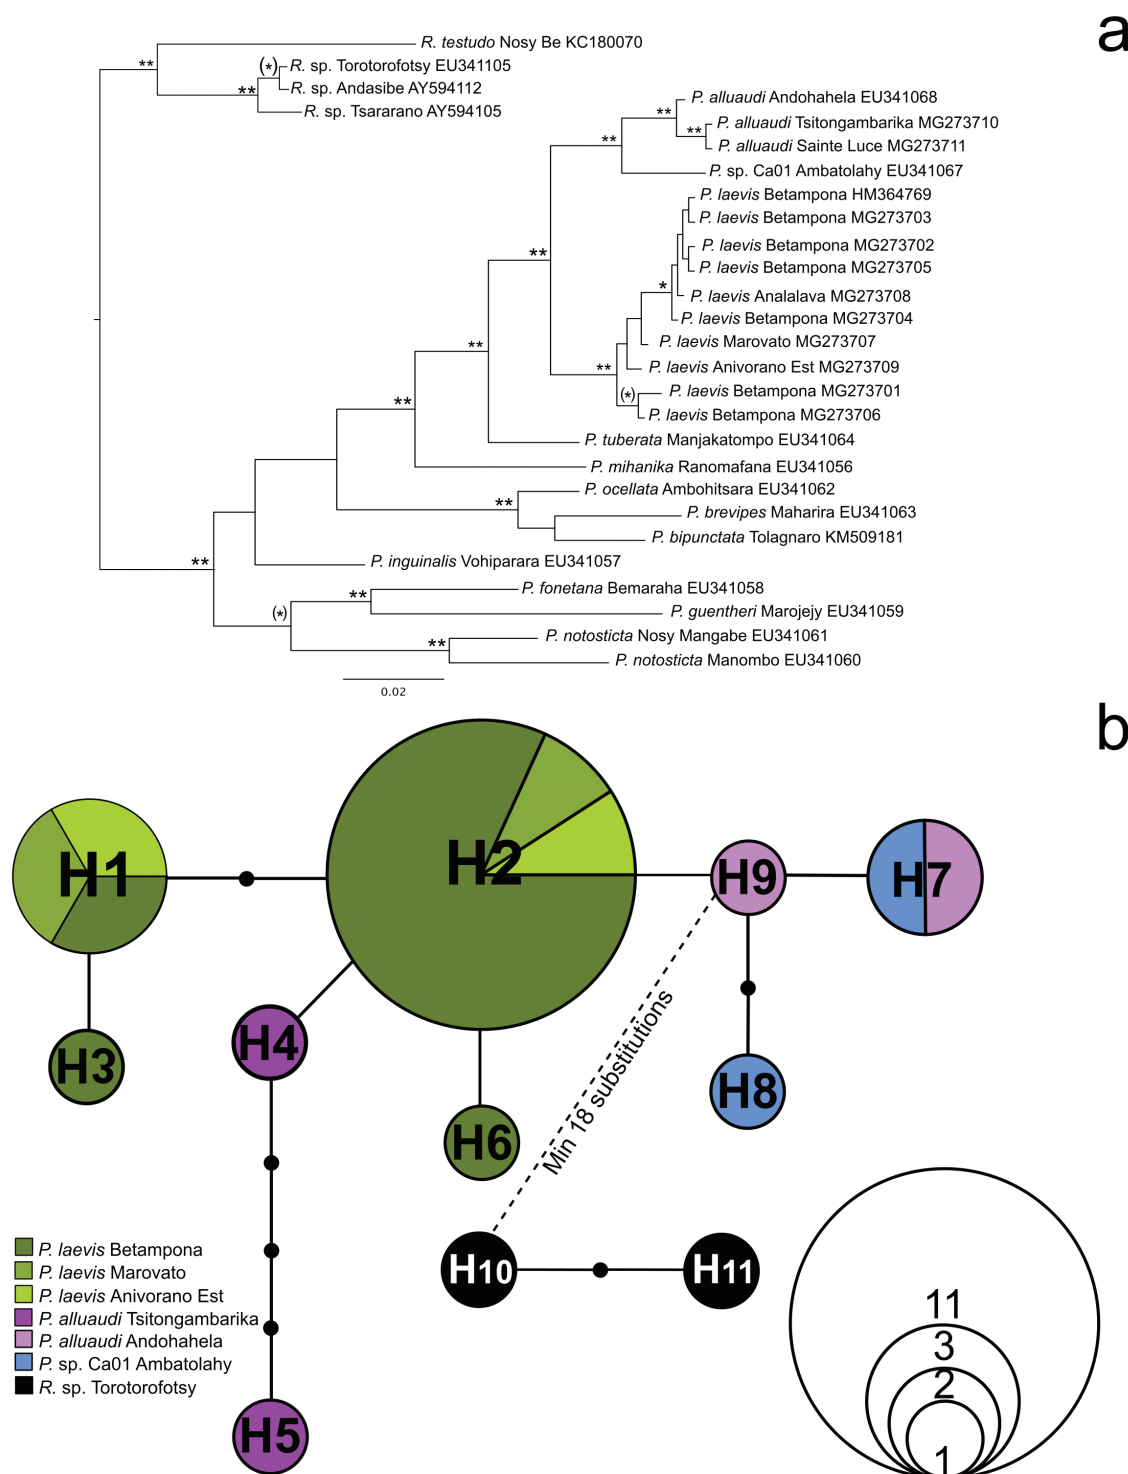 a
R. testudo Nosy Be KC180070
**
(*)
R. sp. Torotorofotsy EU341105
**
R. sp. Andasibe AY594112
R. sp. Tsararano AY594105
P. alluaudi Andohahela EU341068
**
P. alluaudi Tsitongambarika MG273710
**
**
P. alluaudi Sainte Luce MG273711
P. sp. Ca01 Ambatolahy EU341067
P. laevis Betampona HM364769
P. laevis Betampona MG273703
P. laevis Betampona MG273702
**
P. laevis Betampona MG273705
*
P. laevis Analalava MG273708
P. laevis Betampona MG273704
P. laevis Marovato MG273707
**
**
P. laevis Anivorano Est MG273709
(*)
P. laevis Betampona MG273701
**
P. laevis Betampona MG273706
P. tuberata Manjakatompo EU341064
P. mihanika Ranomafana EU341056
P. ocellata Ambohitsara EU341062
**
P. brevipes Maharira EU341063
P. bipunctata Tolagnaro KM509181
**
P. inguinalis Vohiparara EU341057
P. fonetana Bemaraha EU341058
**
(*)
P. guentheri Marojejy EU341059
P. notosticta Nosy Mangabe EU341061
**
P. notosticta Manombo EU341060
0.02
b
H1
H2
H9
H7
H3
H4
H8
H6
Min 18 substitutions
H10
H11
H5
P. laevis Betampona
P. laevis Marovato
P. laevis Anivorano Est
P. alluaudi Tsitongambarika
P. alluaudi Andohahela
P. sp. Ca01 Ambatolahy
R. sp. Torotorofotsy
11
3
2
1